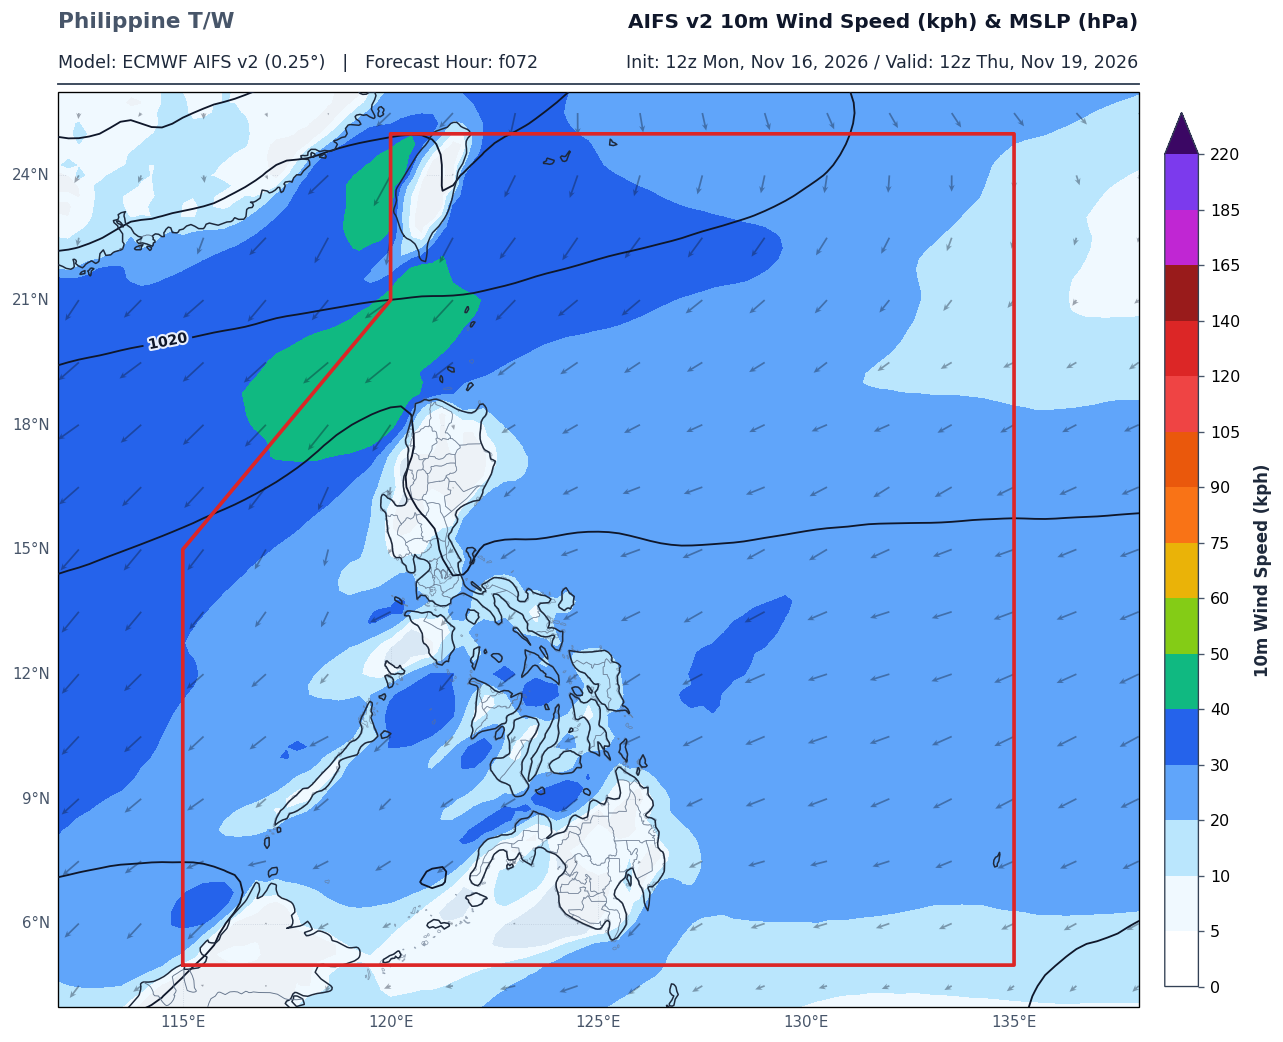 Philippine T/W
AIFS v2 10m Wind Speed (kph) & MSLP (hPa)
Model: ECMWF AIFS v2 (0.25°) | Forecast Hour: f072
Init: 12z Mon, Nov 16, 2026 / Valid: 12z Thu, Nov 19, 2026
24°N
21°N
18°N
15°N
12°N
9°N
6°N
1020
115°E
120°E
125°E
130°E
135°E
220
185
165
140
120
105
90
75
60
50
40
30
20
10
5
0
10m Wind Speed (kph)